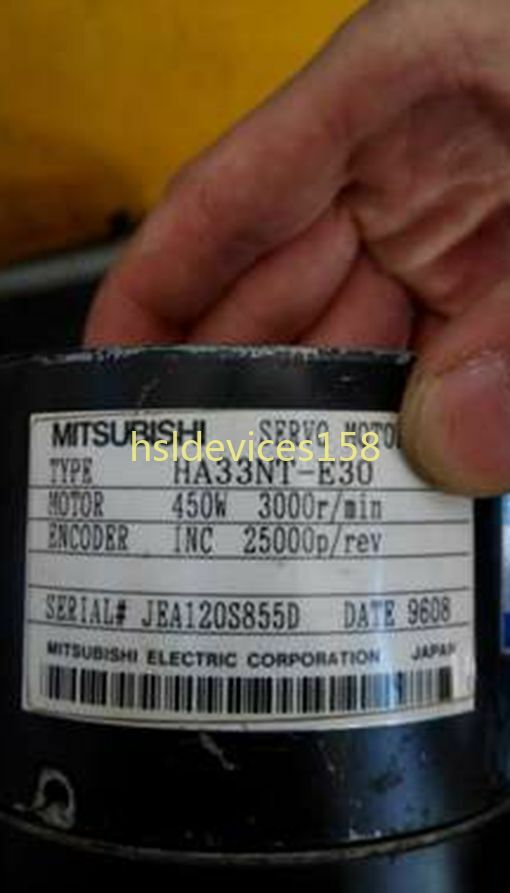 MITSUBISHI SERVO MOTOR
hsldevices158
TYPE HA33NT-E30
MOTOR 450W 3000r/min
ENCODER INC 25000p/rev
SERIAL# JEA120S855D DATE 9608
MITSUBISHI ELECTRIC CORPORATION JAPAN